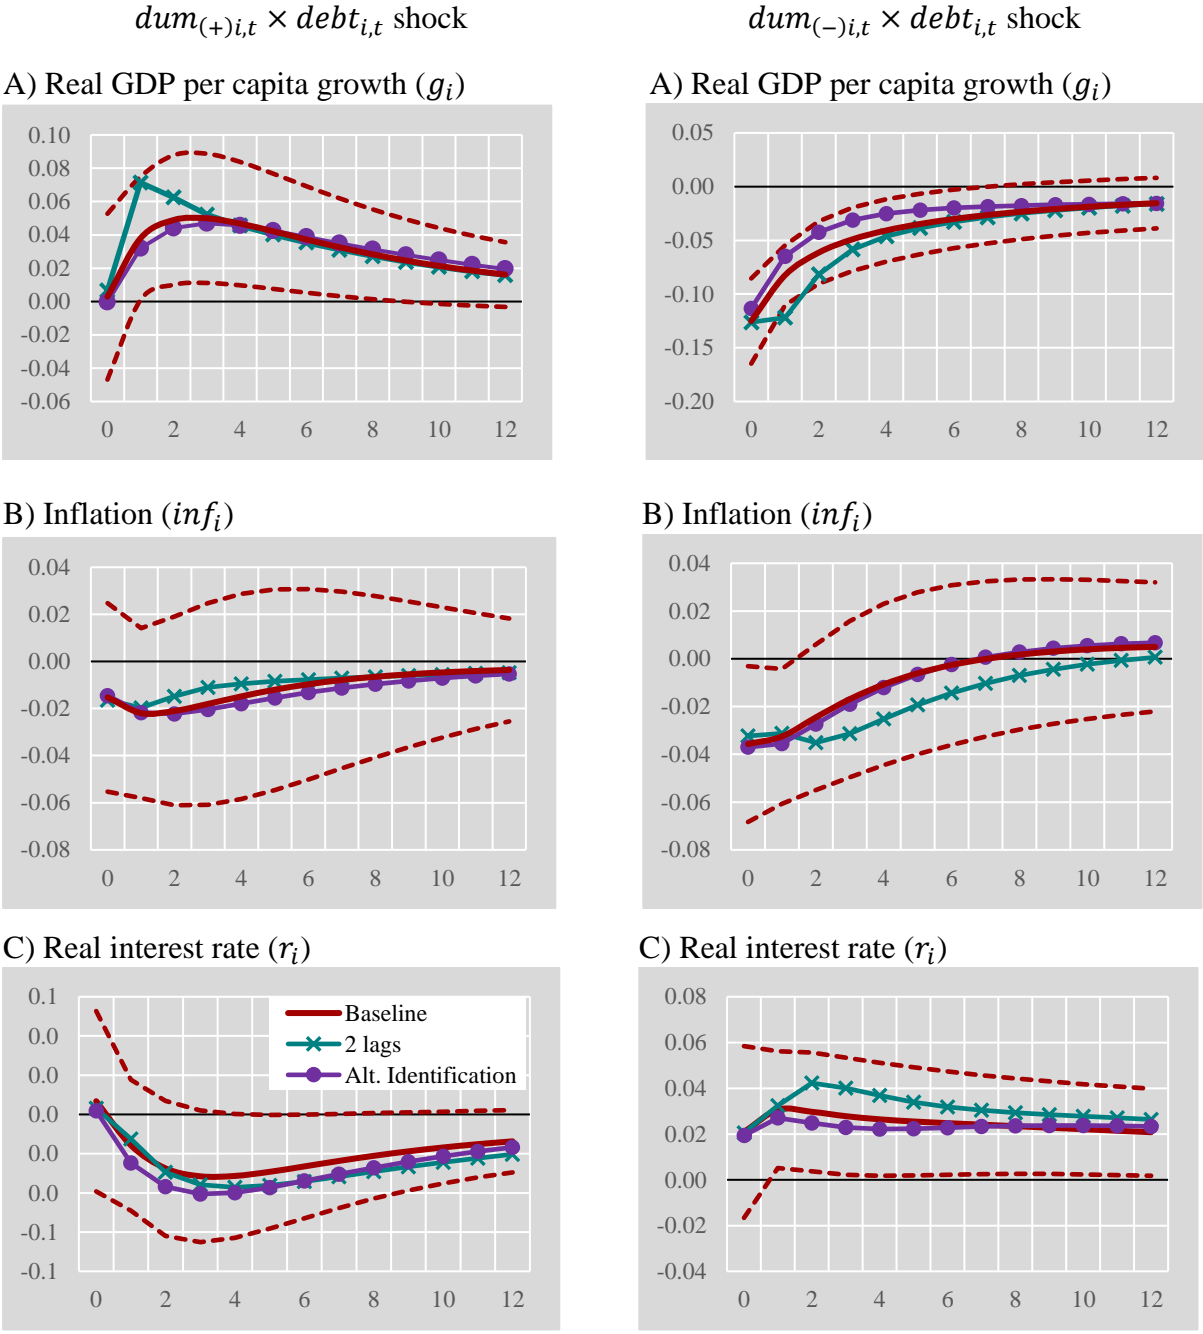 dum₍₊₎i,t × debti,t shock
dum₍₋₎i,t × debti,t shock
A) Real GDP per capita growth (gi)
0.10
0.08
0.06
0.04
0.02
0.00
-0.02
-0.04
-0.06
0 2 4 6 8 10 12
A) Real GDP per capita growth (gi)
0.05
0.00
-0.05
-0.10
-0.15
-0.20
0 2 4 6 8 10 12
B) Inflation (infi)
0.04
0.02
0.00
-0.02
-0.04
-0.06
-0.08
0 2 4 6 8 10 12
B) Inflation (infi)
0.04
0.02
0.00
-0.02
-0.04
-0.06
-0.08
0 2 4 6 8 10 12
C) Real interest rate (ri)
0.1
0.0
0.0
0.0
0.0
0.0
-0.1
-0.1
0 2 4 6 8 10 12
Baseline
2 lags
Alt. Identification
C) Real interest rate (ri)
0.08
0.06
0.04
0.02
0.00
-0.02
-0.04
0 2 4 6 8 10 12